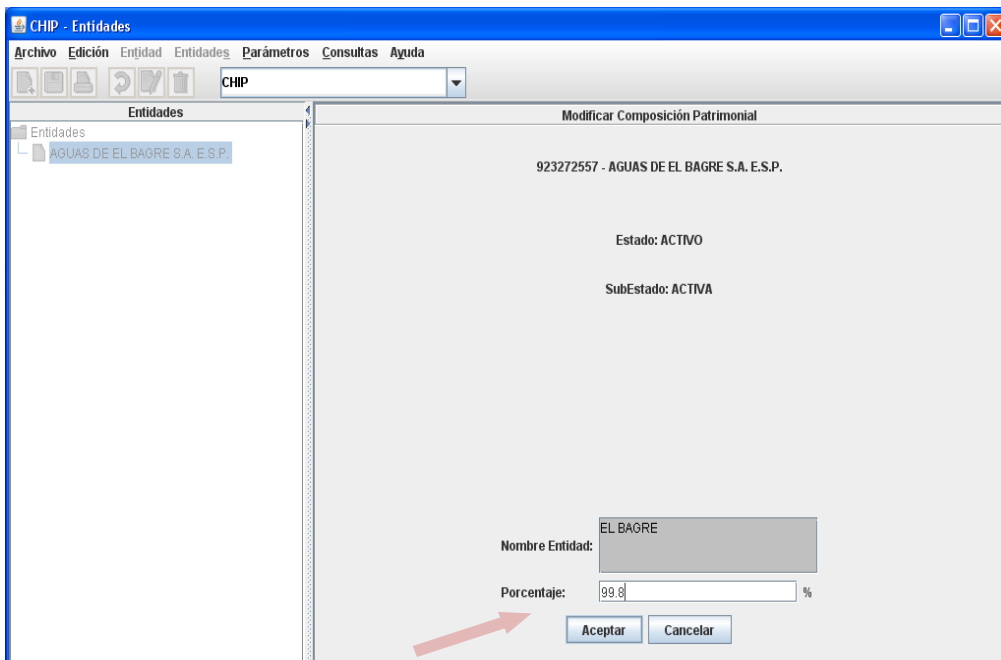 CHIP - Entidades
Archivo Edición Entidad Entidades Parámetros Consultas Ayuda
CHIP
Entidades
Modificar Composición Patrimonial
Entidades
AGUAS DE EL BAGRE S.A. E.S.P.
923272557 - AGUAS DE EL BAGRE S.A. E.S.P.
Estado: ACTIVO
SubEstado: ACTIVA
Nombre Entidad: EL BAGRE
Porcentaje: 99.8 %
Aceptar Cancelar